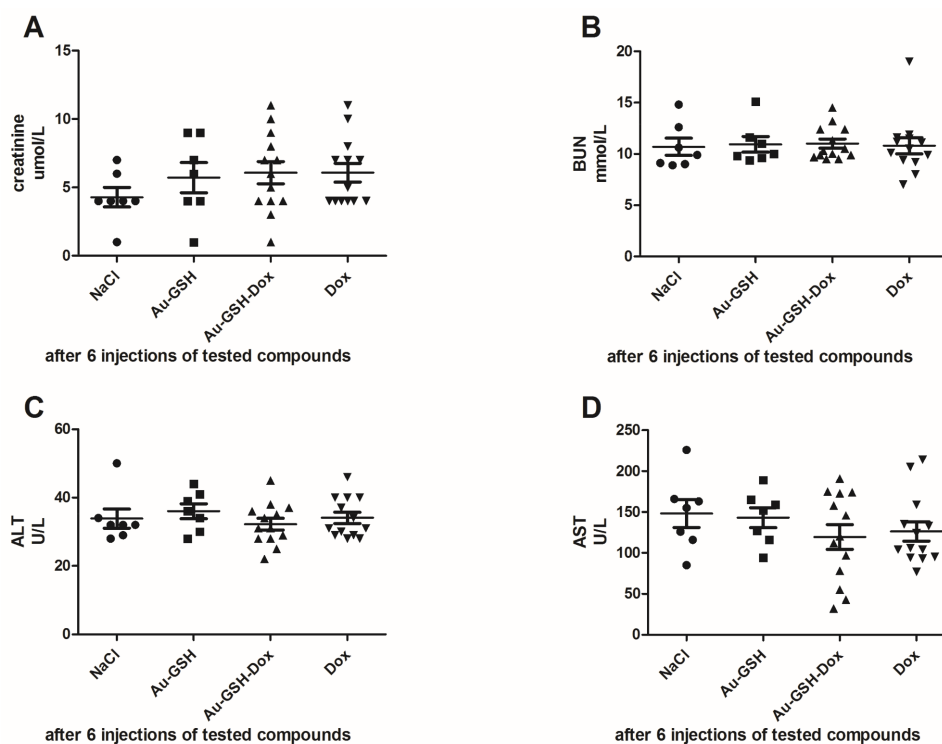 A
creatinine
umol/L
15
10
5
0
NaCl
Au-GSH
Au-GSH-Dox
Dox
after 6 injections of tested compounds
B
BUN
mmol/L
20
15
10
5
0
NaCl
Au-GSH
Au-GSH-Dox
Dox
after 6 injections of tested compounds
C
ALT
U/L
60
40
20
0
NaCl
Au-GSH
Au-GSH-Dox
Dox
after 6 injections of tested compounds
D
AST
U/L
250
200
150
100
50
0
NaCl
Au-GSH
Au-GSH-Dox
Dox
after 6 injections of tested compounds